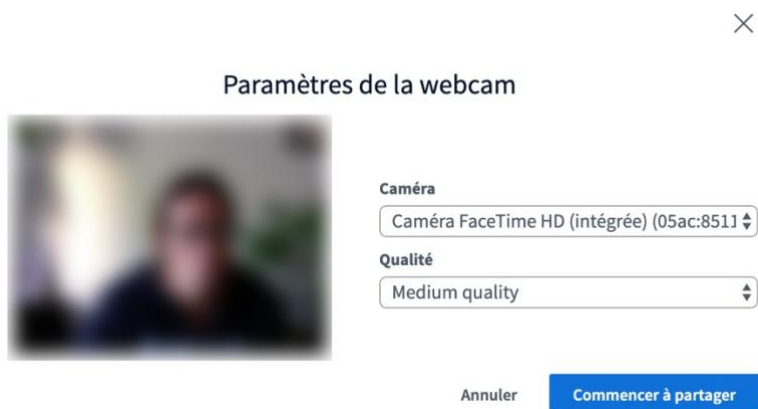 Paramètres de la webcam
Caméra
Caméra FaceTime HD (intégrée) (05ac:8511
Qualité
Medium quality
Annuler
Commencer à partager